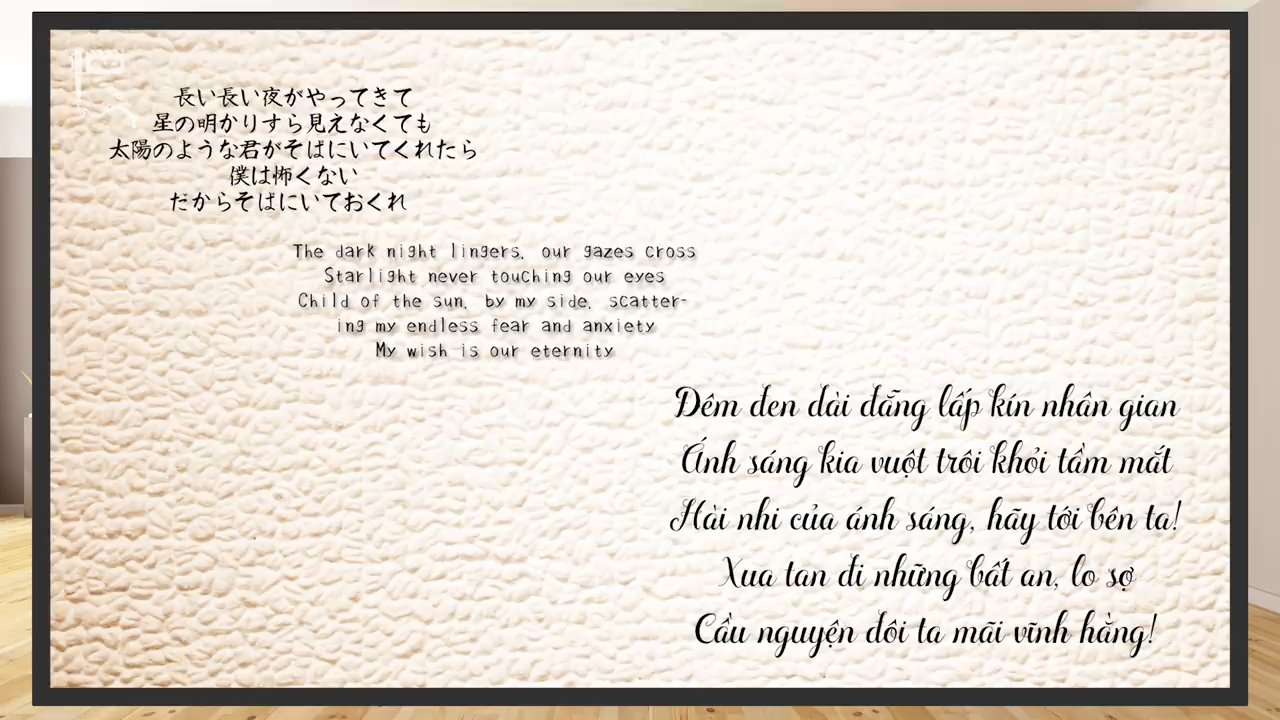 長い長い夜がやってきて
星の明かりすら見えなくても
太陽のような君がそばにいてくれたら
僕は怖くない
だからそばにいておくれ
The dark night lingers, our gazes cross
Starlight never touching our eyes
Child of the sun, by my side, scatter-
ing my endless fear and anxiety
My wish is our eternity
Đêm đen dài đẵng lấp kín nhân gian
Ánh sáng kia vuột trôi khỏi tầm mắt
Hài nhi của ánh sáng, hãy tới bên ta!
Xua tan đi những bất an, lo sợ
Cầu nguyện đôi ta mãi vĩnh hằng!